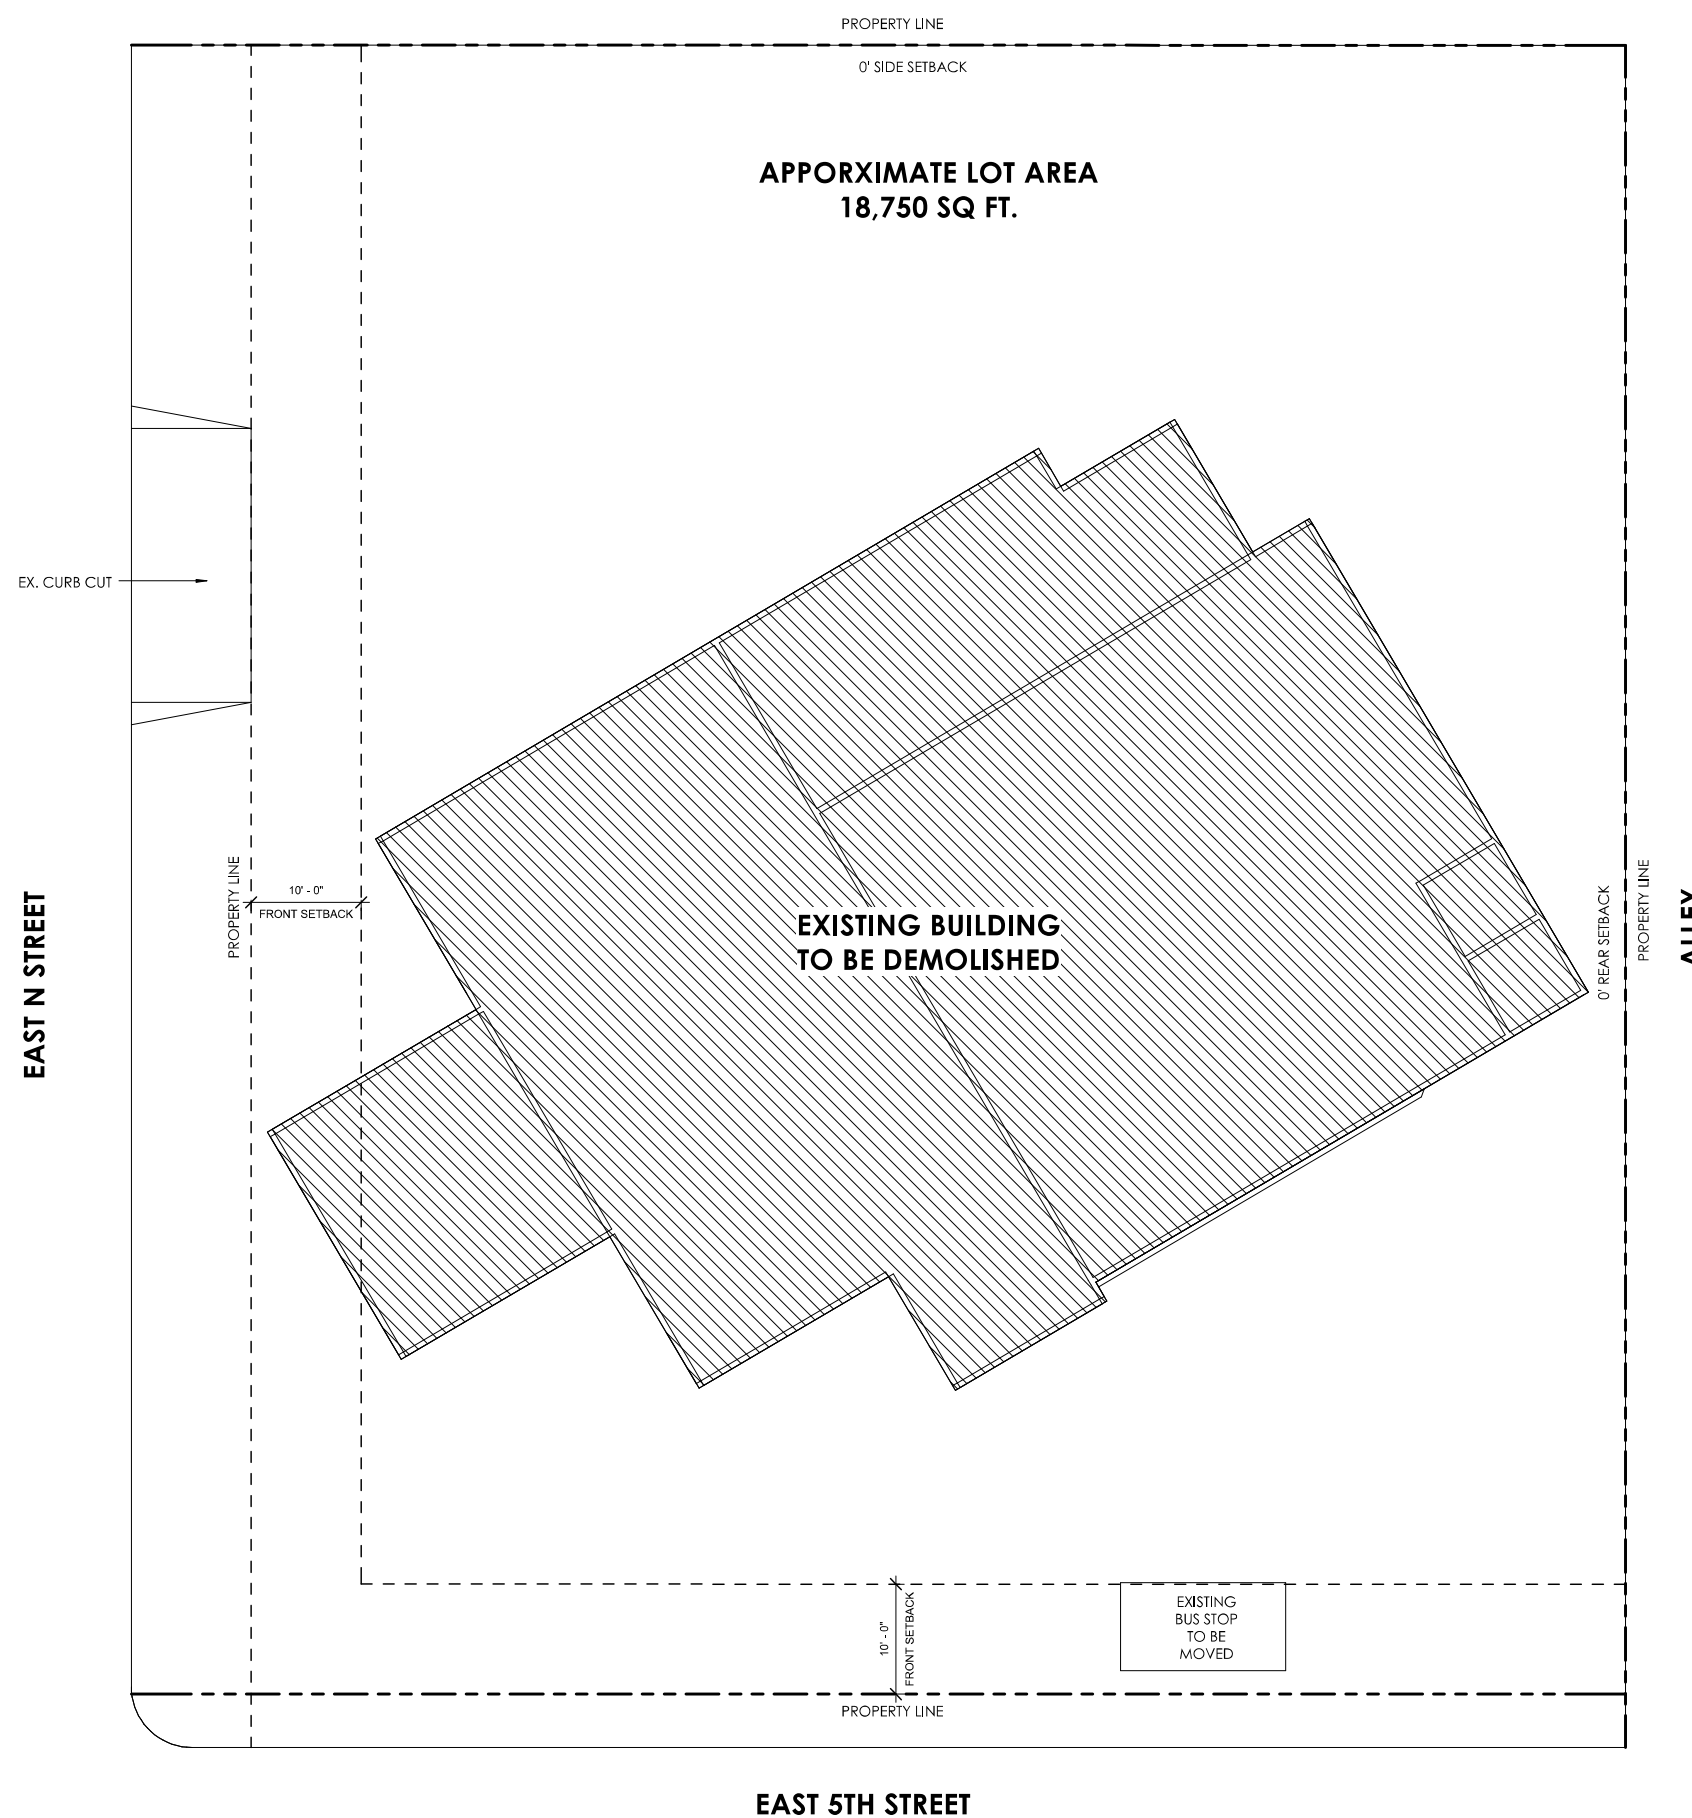 PROPERTY LINE
0' SIDE SETBACK
APPORXIMATE LOT AREA
18,750 SQ FT.
EX. CURB CUT
EAST N STREET
PROPERTY LINE
10' - 0"
FRONT SETBACK
EXISTING BUILDING
TO BE DEMOLISHED
0' REAR SETBACK
PROPERTY LINE
EXISTING
BUS STOP
TO BE
MOVED
10' - 0"
FRONT SETBACK
PROPERTY LINE
EAST 5TH STREET